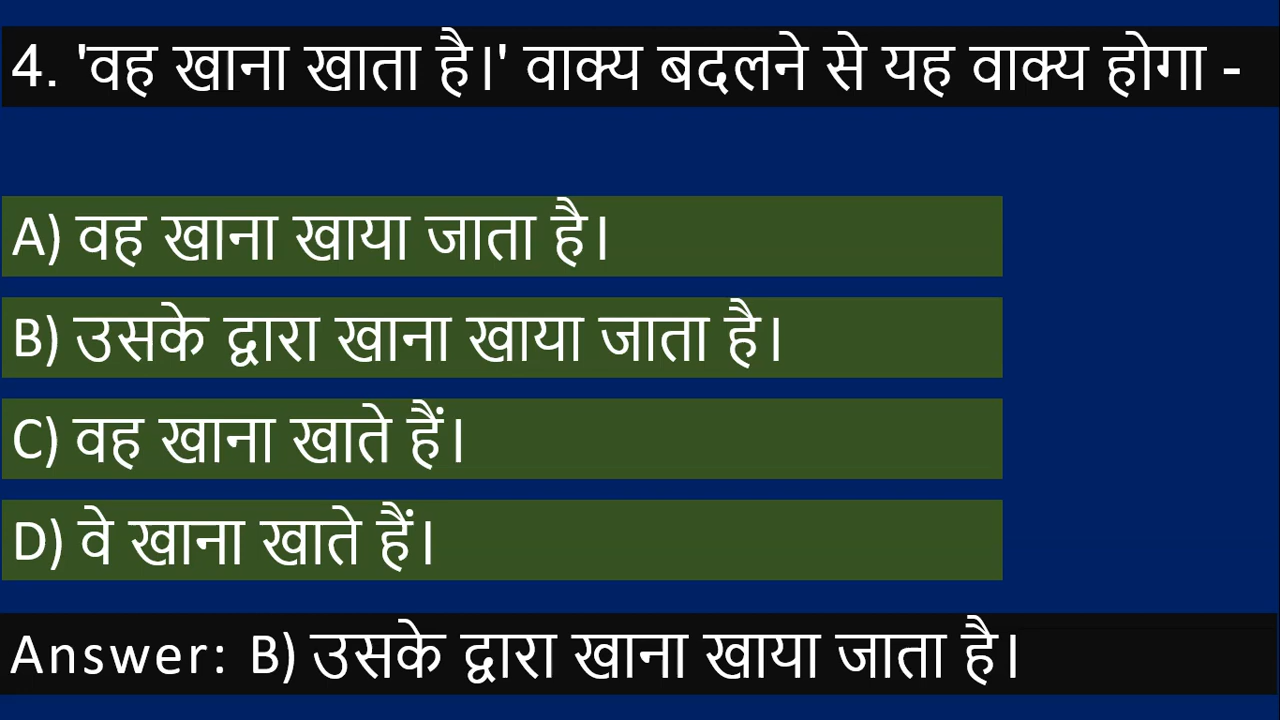 4. 'वह खाना खाता है।' वाक्य बदलने से यह वाक्य होगा -
A) वह खाना खाया जाता है।
B) उसके द्वारा खाना खाया जाता है।
C) वह खाना खाते हैं।
D) वे खाना खाते हैं।
Answer: B) उसके द्वारा खाना खाया जाता है।